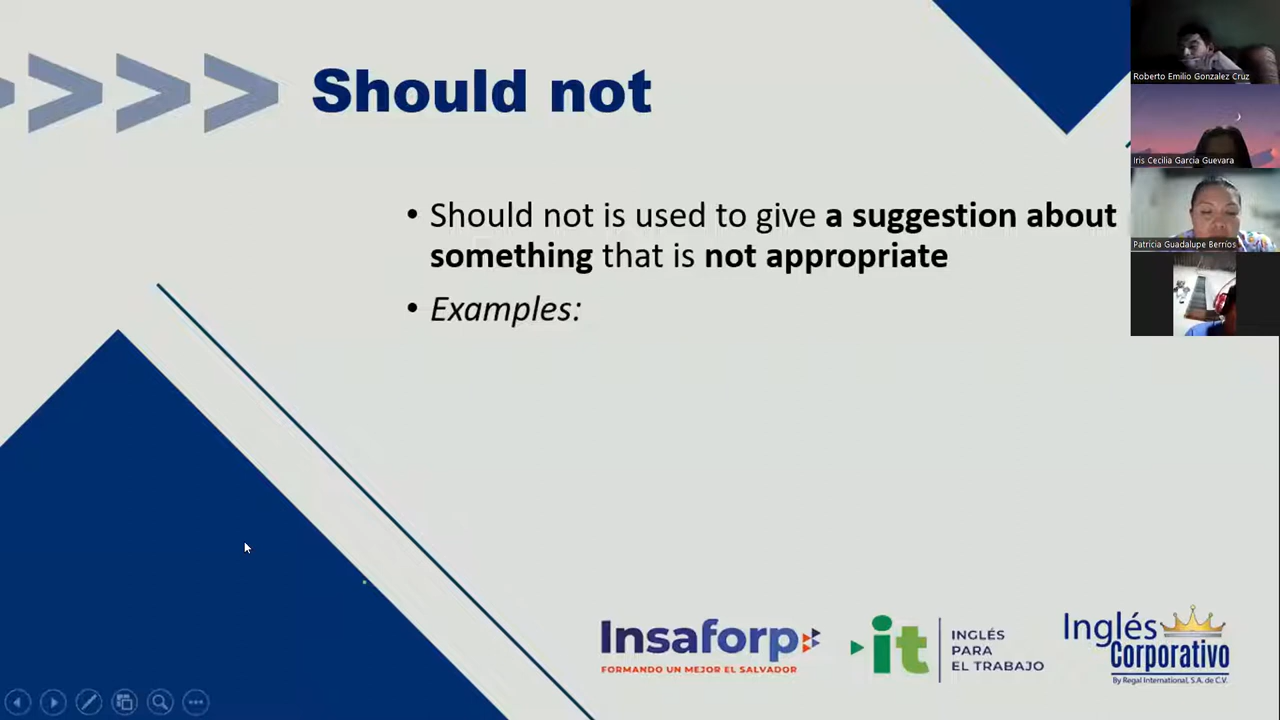 Should not
• Should not is used to give a suggestion about
something that is not appropriate
• Examples:
Roberto Emilio Gonzalez Cruz
Iris Cecilia Garcia Guevara
Patricia Guadalupe Berríos
Insaforp
FORMANDO UN MEJOR EL SALVADOR
it
INGLÉS
PARA
EL TRABAJO
Inglés
Corporativo
By Regal International, S.A. de C.V.